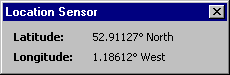 Location Sensor
Latitude: 52.91127° North
Longitude: 1.18612° West